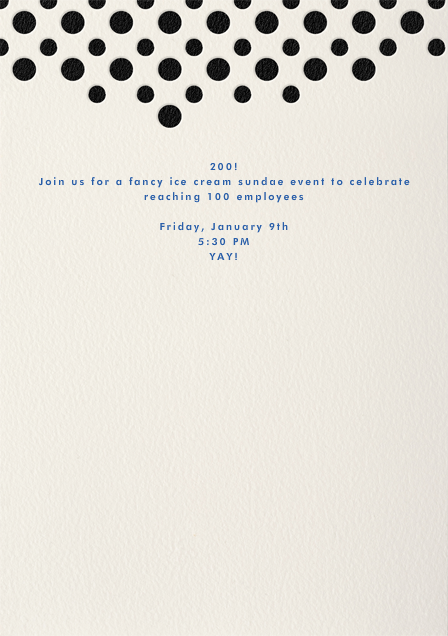 200!
Join us for a fancy ice cream sundae event to celebrate
reaching 100 employees
Friday, January 9th
5:30 PM
YAY!